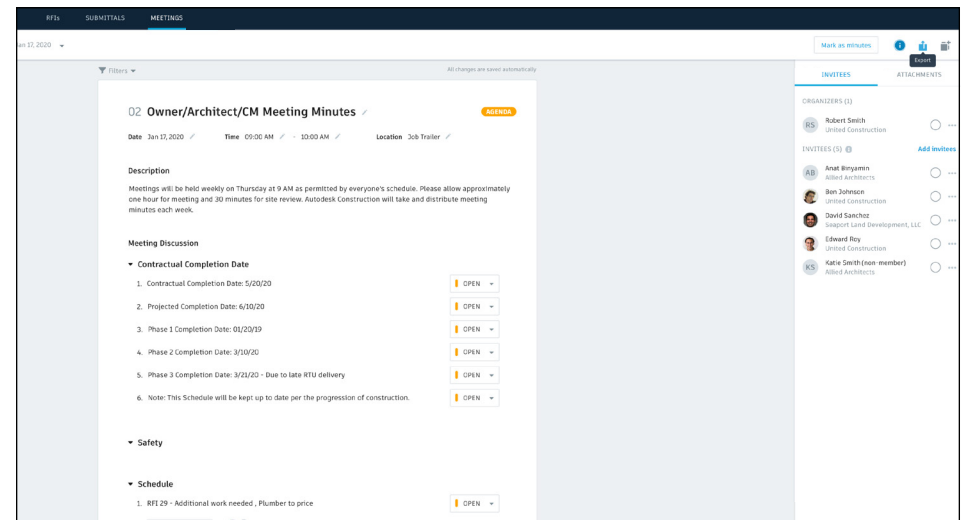 RFIs SUBMITTALS MEETINGS
Jan 17, 2020
Mark as minutes
Export
Filters
All changes are saved automatically
INVITEES ATTACHMENTS
02 Owner/Architect/CM Meeting Minutes
AGENDA
Date Jan 17, 2020 Time 09:00 AM - 10:00 AM Location Job Trailer
Description
Meetings will be held weekly on Thursday at 9 AM as permitted by everyone's schedule. Please allow approximately
one hour for meeting and 30 minutes for site review. Autodesk Construction will take and distribute meeting
minutes each week.
Meeting Discussion
Contractual Completion Date
1. Contractual Completion Date: 5/20/20 OPEN
2. Projected Completion Date: 6/10/20 OPEN
3. Phase 1 Completion Date: 01/20/19 OPEN
4. Phase 2 Completion Date: 3/10/20 OPEN
5. Phase 3 Completion Date: 3/21/20 - Due to late RTU delivery OPEN
6. Note: This Schedule will be kept up to date per the progression of construction. OPEN
Safety
Schedule
1. RFI 29 - Additional work needed , Plumber to price OPEN
ORGANIZERS (1)
RS Robert Smith
United Construction
INVITEES (5) Add invitees
AB Anat Binyamin
Allied Architects
Ben Johnson
United Construction
David Sanchez
Seaport Land Development, LLC
Edward Roy
United Construction
KS Katie Smith (non-member)
Allied Architects